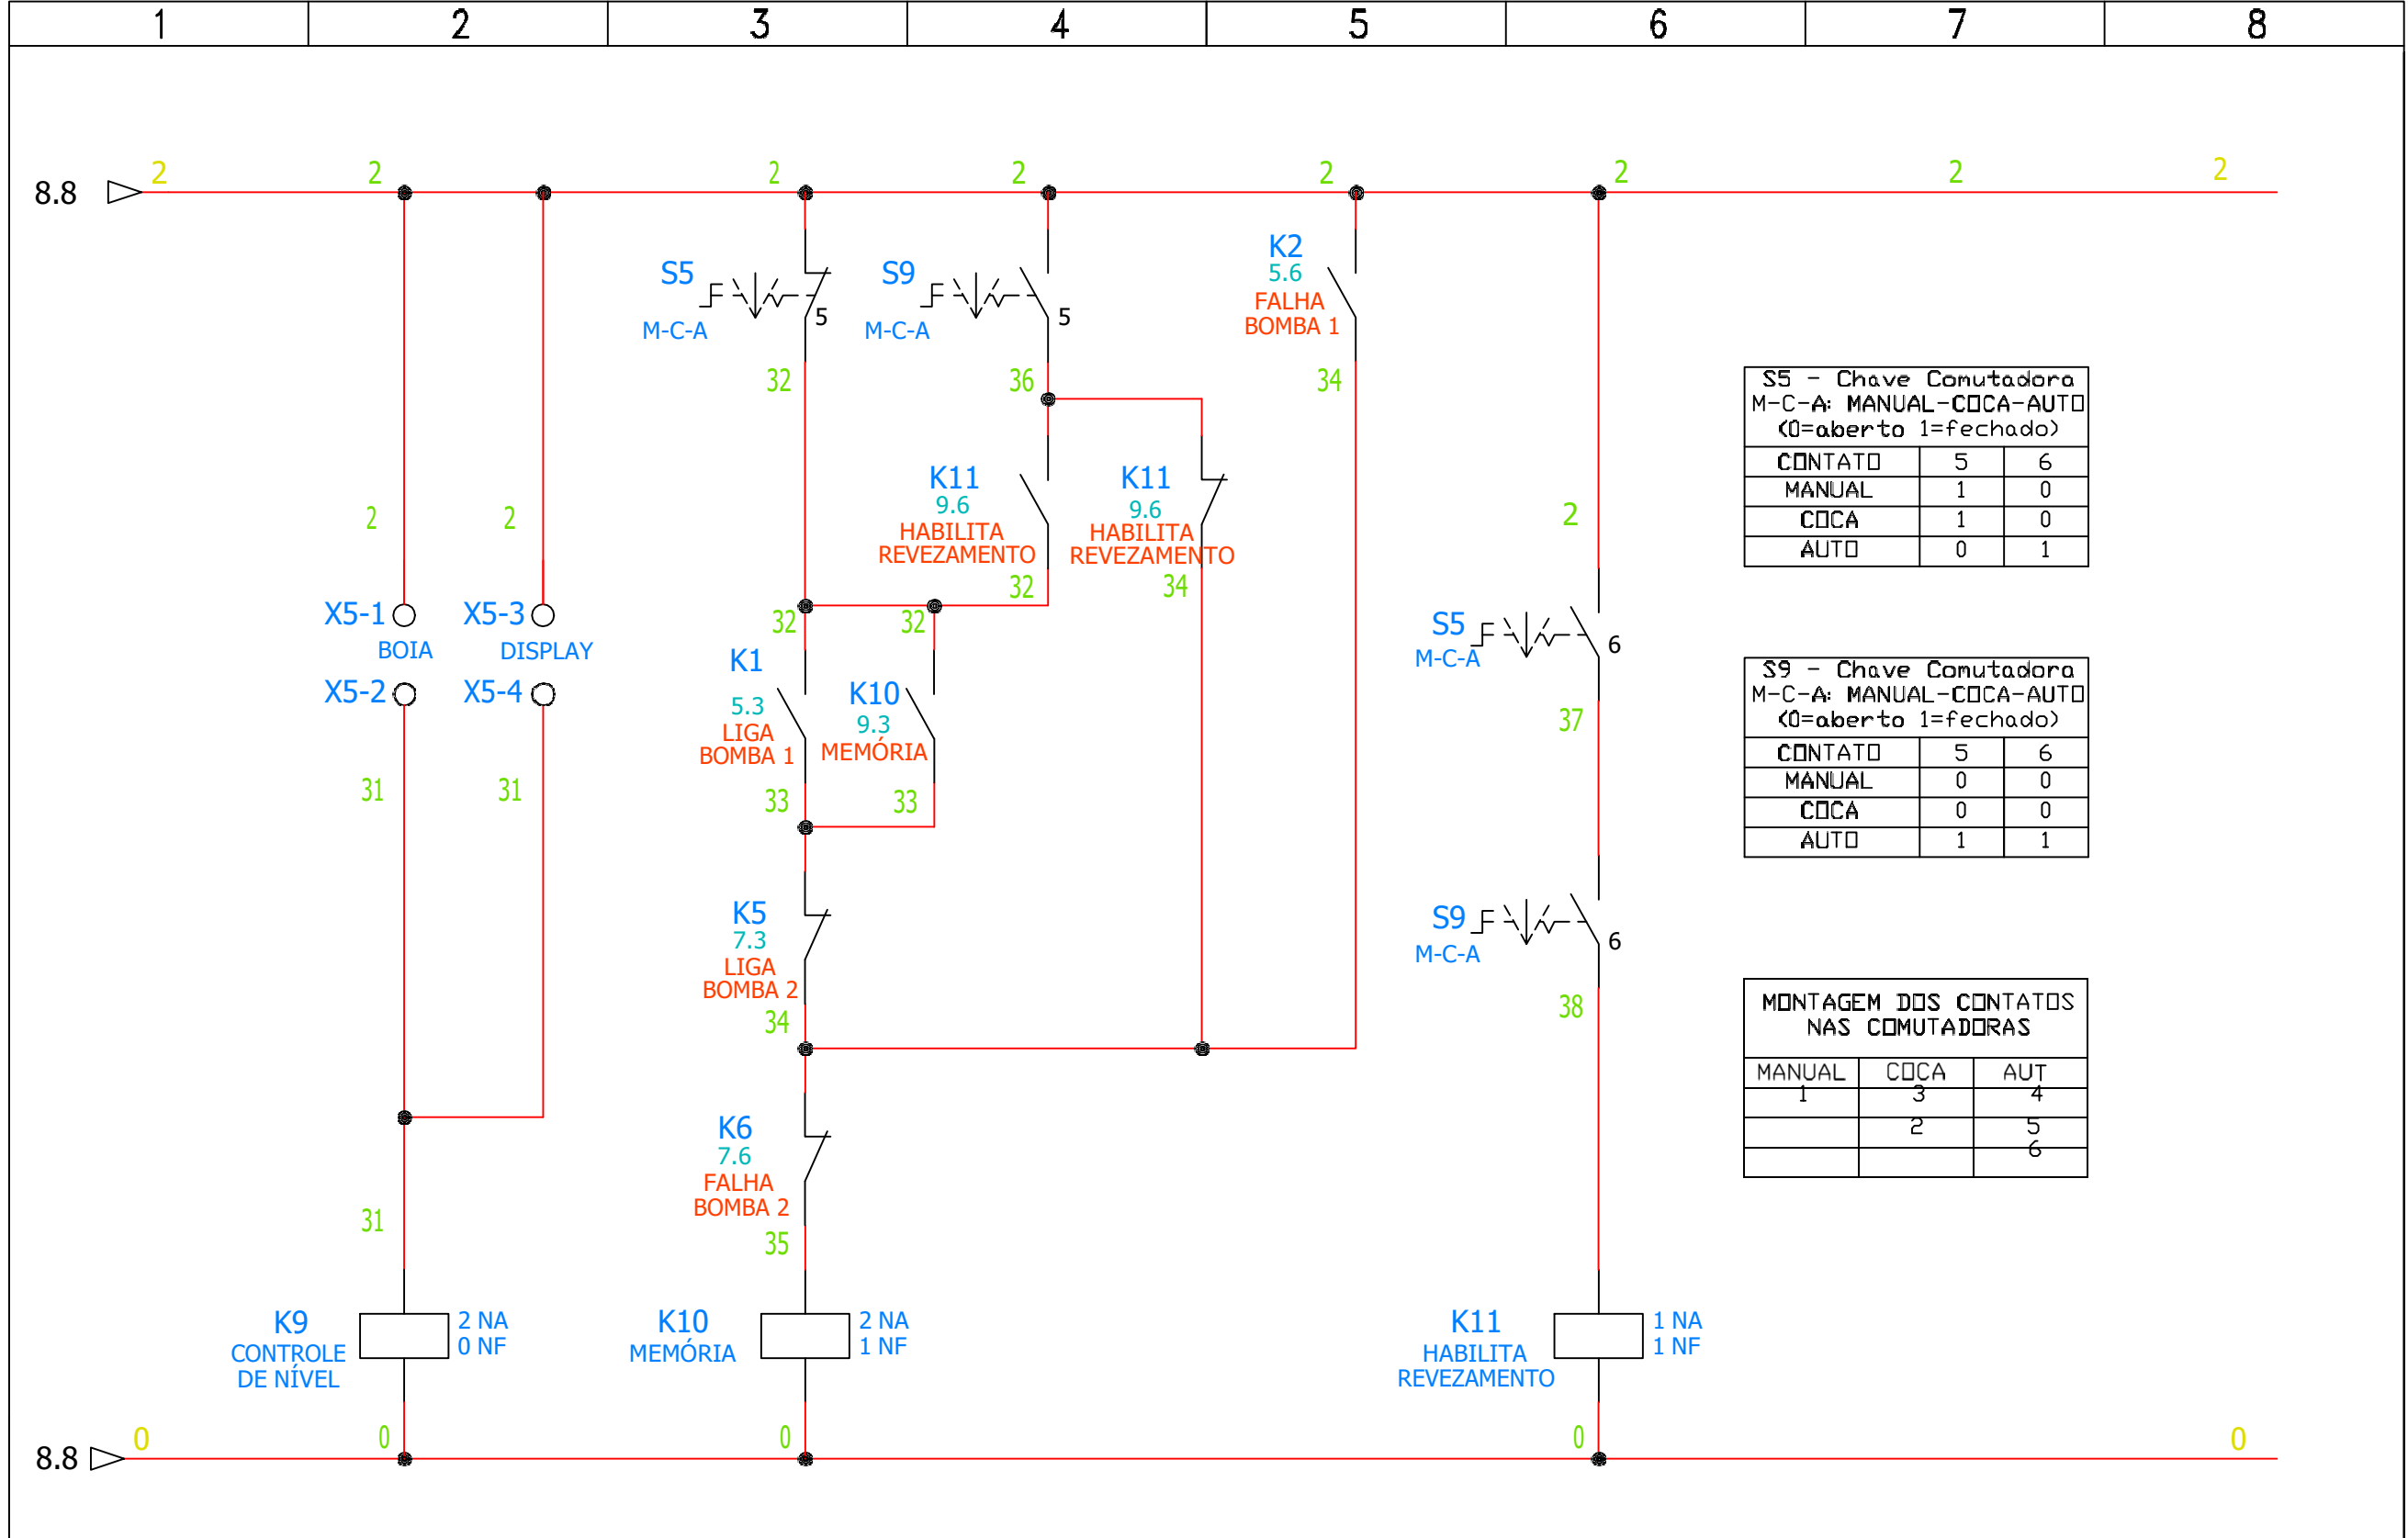 1 2 3 4 5 6 7 8
8.8 2 2 2 2 2 2 2 2
S5
M-C-A
5
32
S9
M-C-A
5
36
K2
5.6
FALHA
BOMBA 1
34
K11
9.6
HABILITA
REVEZAMENTO
32
K11
9.6
HABILITA
REVEZAMENTO
34
2
2
2
X5-1
BOIA
X5-2
31
X5-3
DISPLAY
X5-4
31
32
32
K1
5.3
LIGA
BOMBA 1
33
K10
9.3
MEMÓRIA
33
K5
7.3
LIGA
BOMBA 2
34
K6
7.6
FALHA
BOMBA 2
35
31
S5
M-C-A
6
37
S9
M-C-A
6
38
K9
CONTROLE
DE NÍVEL
2 NA
0 NF
K10
MEMÓRIA
2 NA
1 NF
K11
HABILITA
REVEZAMENTO
1 NA
1 NF
8.8 0 0 0 0 0
S5 - Chave Comutadora
M-C-A: MANUAL-COCA-AUTO
(0=aberto 1=fechado)
CONTATO 5 6
MANUAL 1 0
COCA 1 0
AUTO 0 1
S9 - Chave Comutadora
M-C-A: MANUAL-COCA-AUTO
(0=aberto 1=fechado)
CONTATO 5 6
MANUAL 0 0
COCA 0 0
AUTO 1 1
MONTAGEM DOS CONTATOS
NAS COMUTADORAS
MANUAL COCA AUT
1 3 4
2 5
6